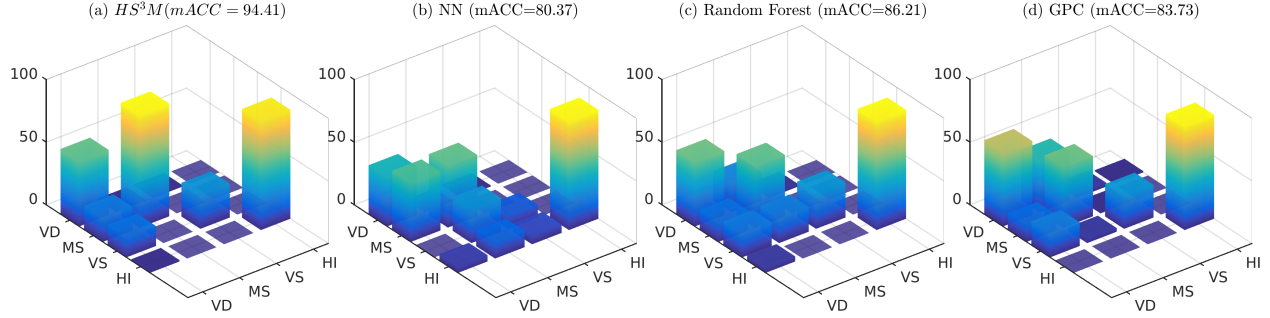 (a) HS³M(mACC = 94.41)
100
50
0
VD
MS
VS
HI
VD
MS
VS
HI
(b) NN (mACC=80.37)
100
50
0
VD
MS
VS
HI
VD
MS
VS
HI
(c) Random Forest (mACC=86.21)
100
50
0
VD
MS
VS
HI
VD
MS
VS
HI
(d) GPC (mACC=83.73)
100
50
0
VD
MS
VS
HI
VD
MS
VS
HI